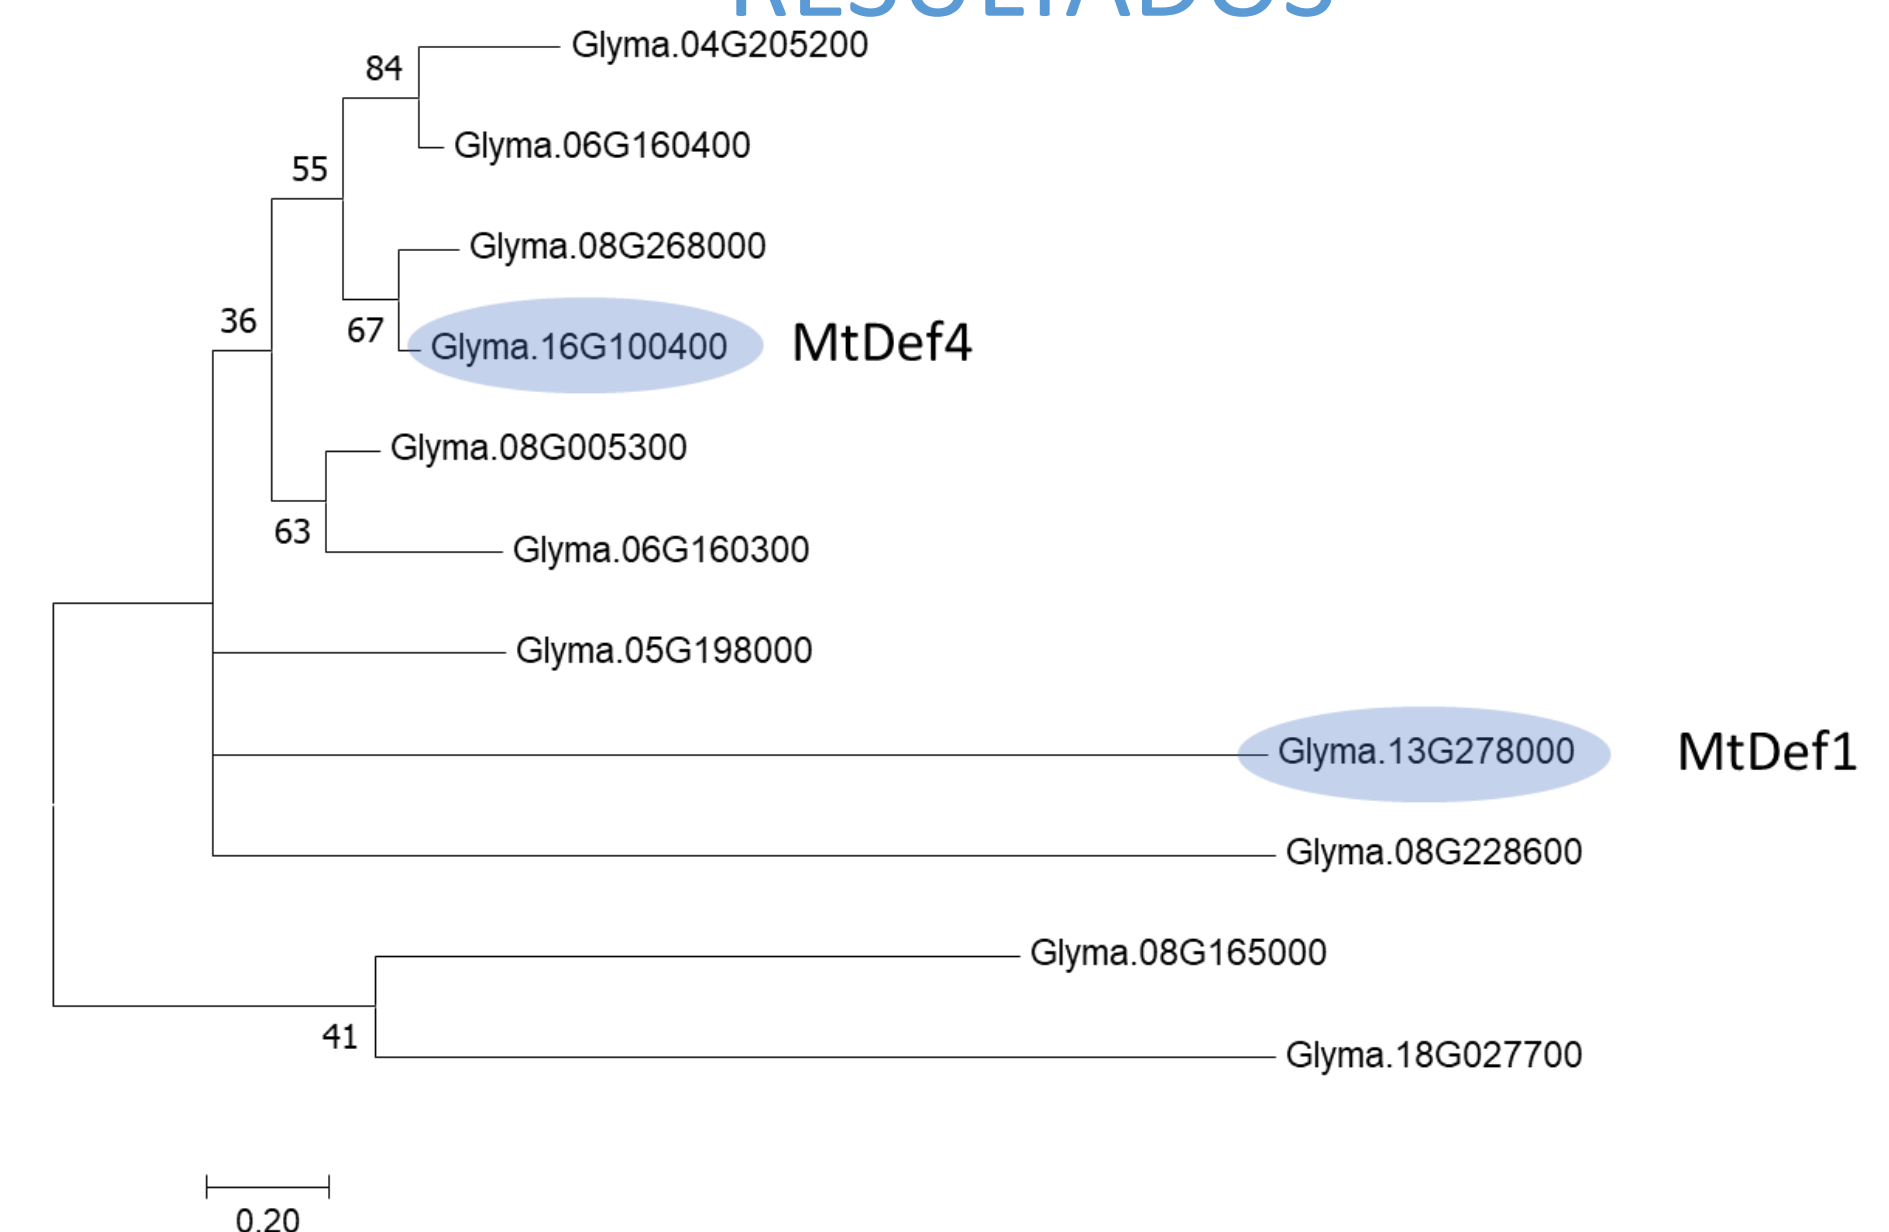 RESULTADOS
84
Glyma.04G205200
Glyma.06G160400
55
Glyma.08G268000
36
67
Glyma.16G100400 MtDef4
Glyma.08G005300
63
Glyma.06G160300
Glyma.05G198000
Glyma.13G278000 MtDef1
Glyma.08G228600
Glyma.08G165000
41
Glyma.18G027700
0.20